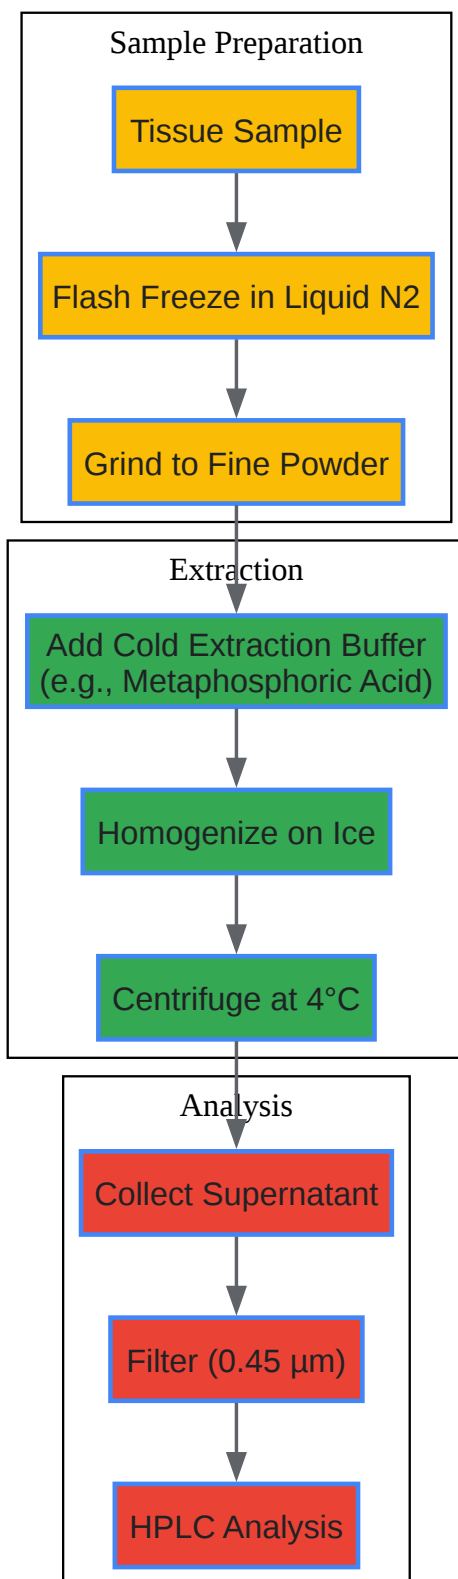 Sample Preparation
Tissue Sample
Flash Freeze in Liquid N2
Grind to Fine Powder
Extraction
Add Cold Extraction Buffer
(e.g., Metaphosphoric Acid)
Homogenize on Ice
Centrifuge at 4°C
Analysis
Collect Supernatant
Filter (0.45 µm)
HPLC Analysis